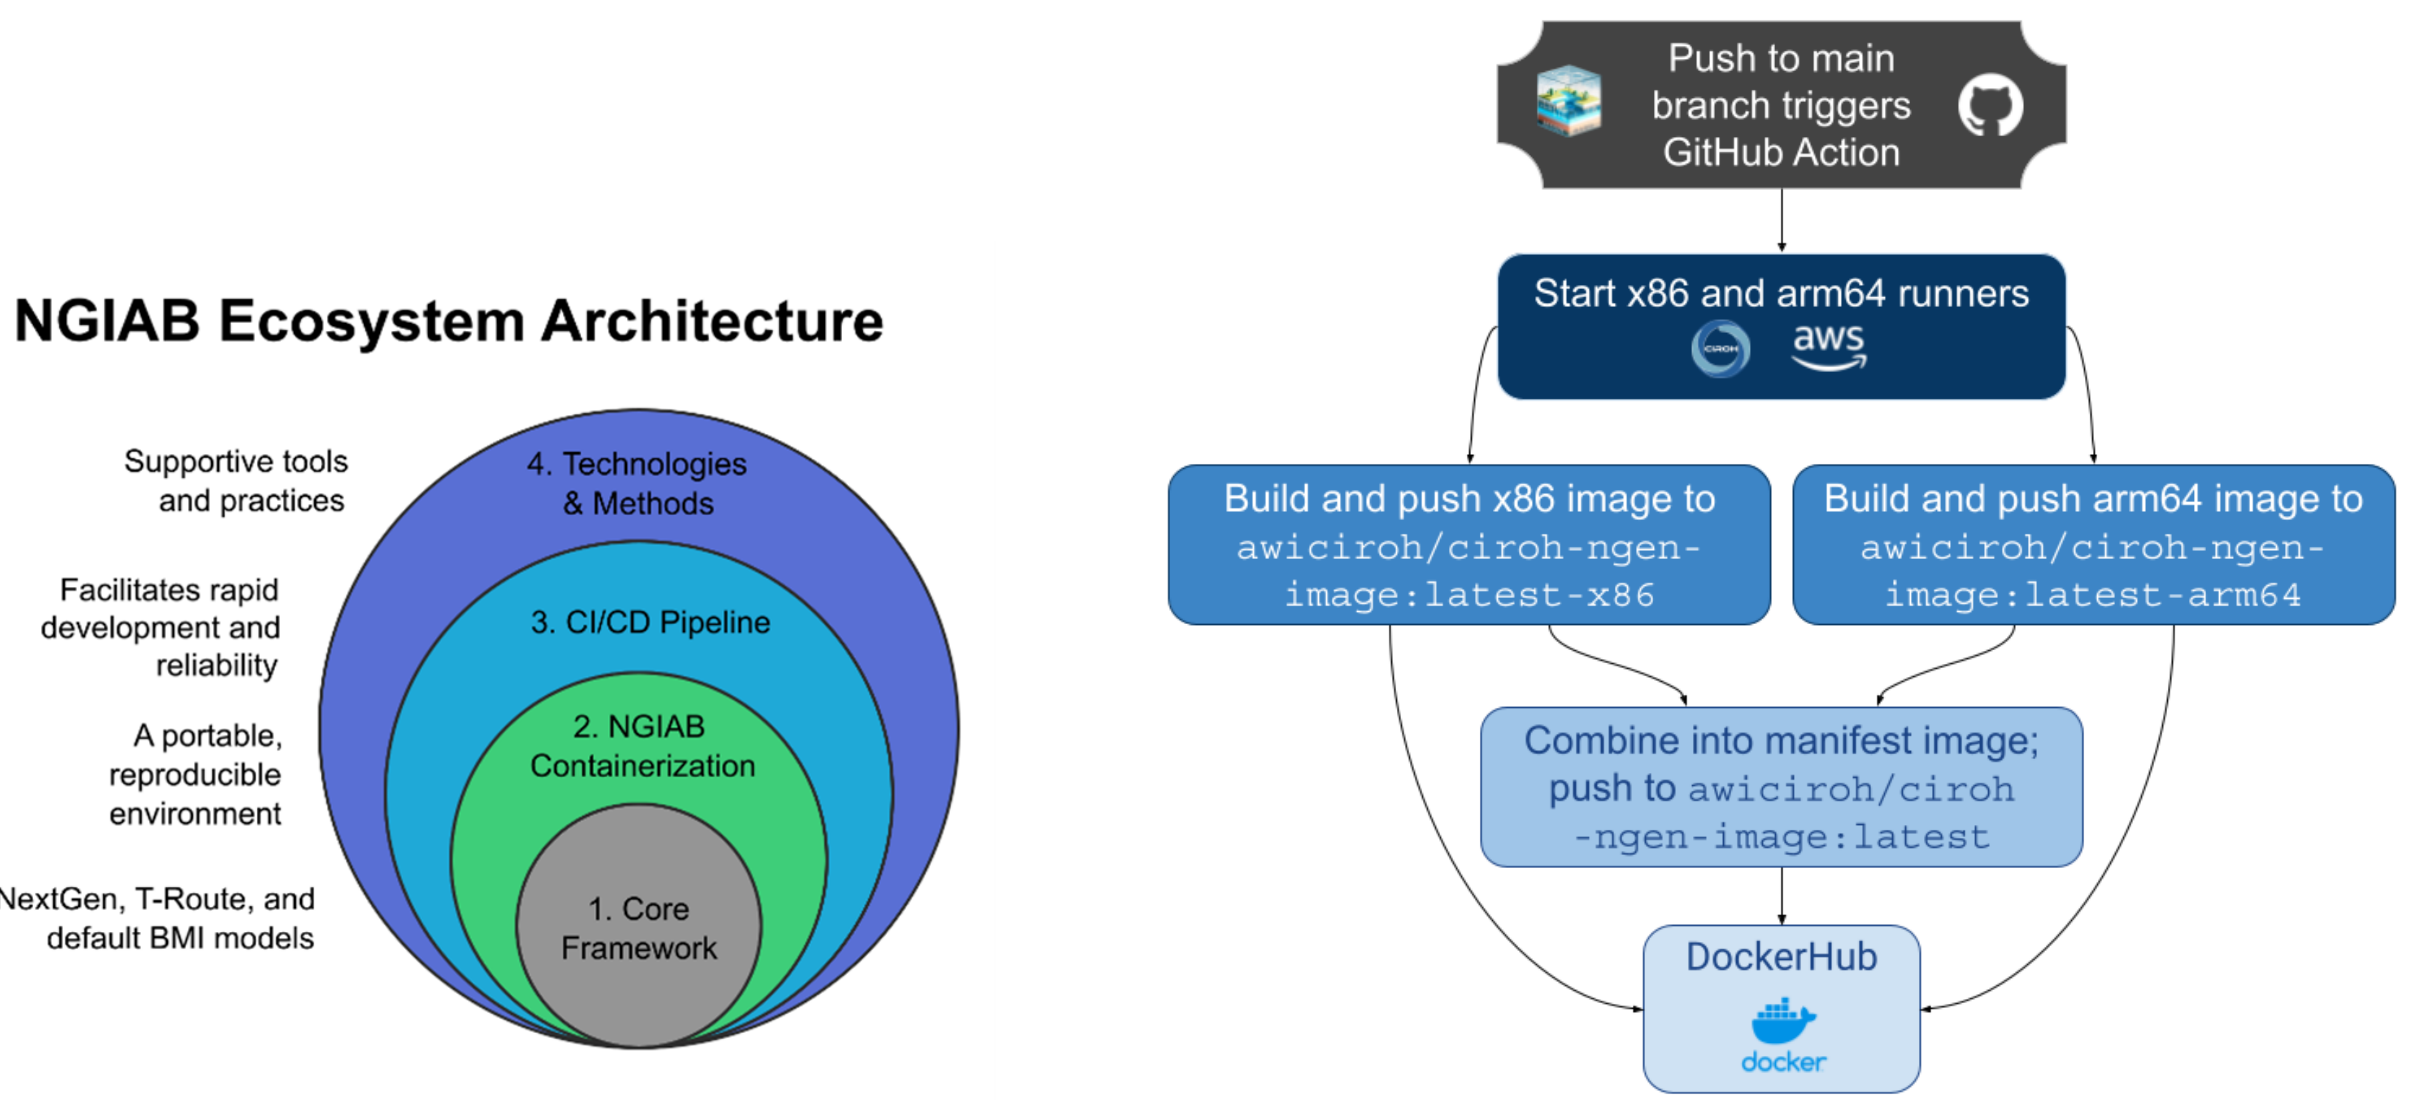 NGIAB Ecosystem Architecture
Supportive tools
and practices
Facilitates rapid
development and
reliability
A portable,
reproducible
environment
NextGen, T-Route, and
default BMI models
4. Technologies
& Methods
3. CI/CD Pipeline
2. NGIAB
Containerization
1. Core
Framework
Push to main
branch triggers
GitHub Action
Start x86 and arm64 runners
CIROH
aws
Build and push x86 image to
awiciroh/ciroh-ngen-
image:latest-x86
Build and push arm64 image to
awiciroh/ciroh-ngen-
image:latest-arm64
Combine into manifest image;
push to awiciroh/ciroh
-ngen-image:latest
DockerHub
docker